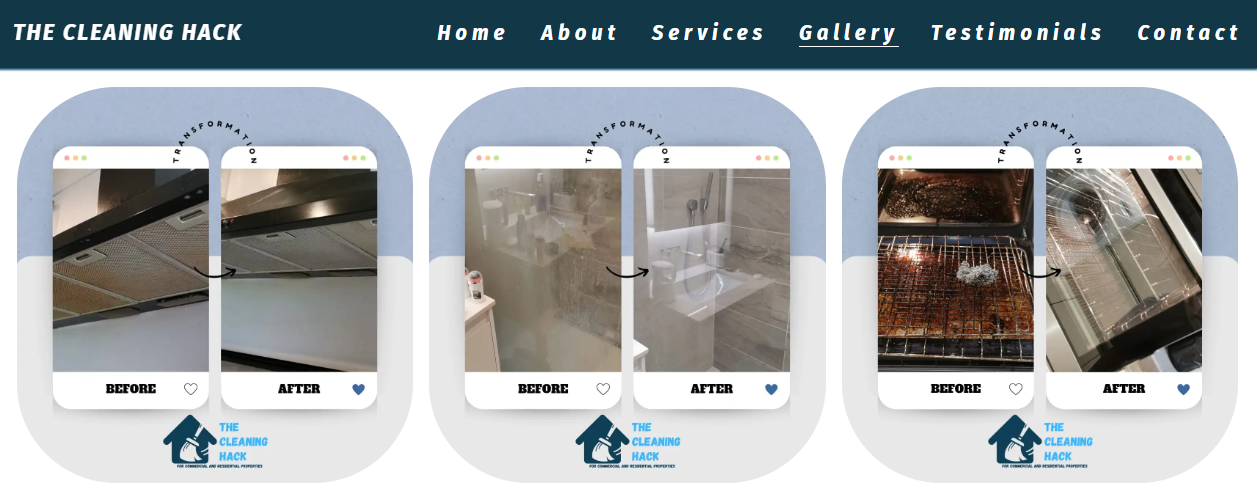 THE CLEANING HACK
Home About Services Gallery Testimonials Contact
TRANSFORMATION
BEFORE
AFTER
THE
CLEANING
HACK
FOR COMMERCIAL AND RESIDENTIAL PROPERTIES
TRANSFORMATION
BEFORE
AFTER
THE
CLEANING
HACK
FOR COMMERCIAL AND RESIDENTIAL PROPERTIES
TRANSFORMATION
BEFORE
AFTER
THE
CLEANING
HACK
FOR COMMERCIAL AND RESIDENTIAL PROPERTIES